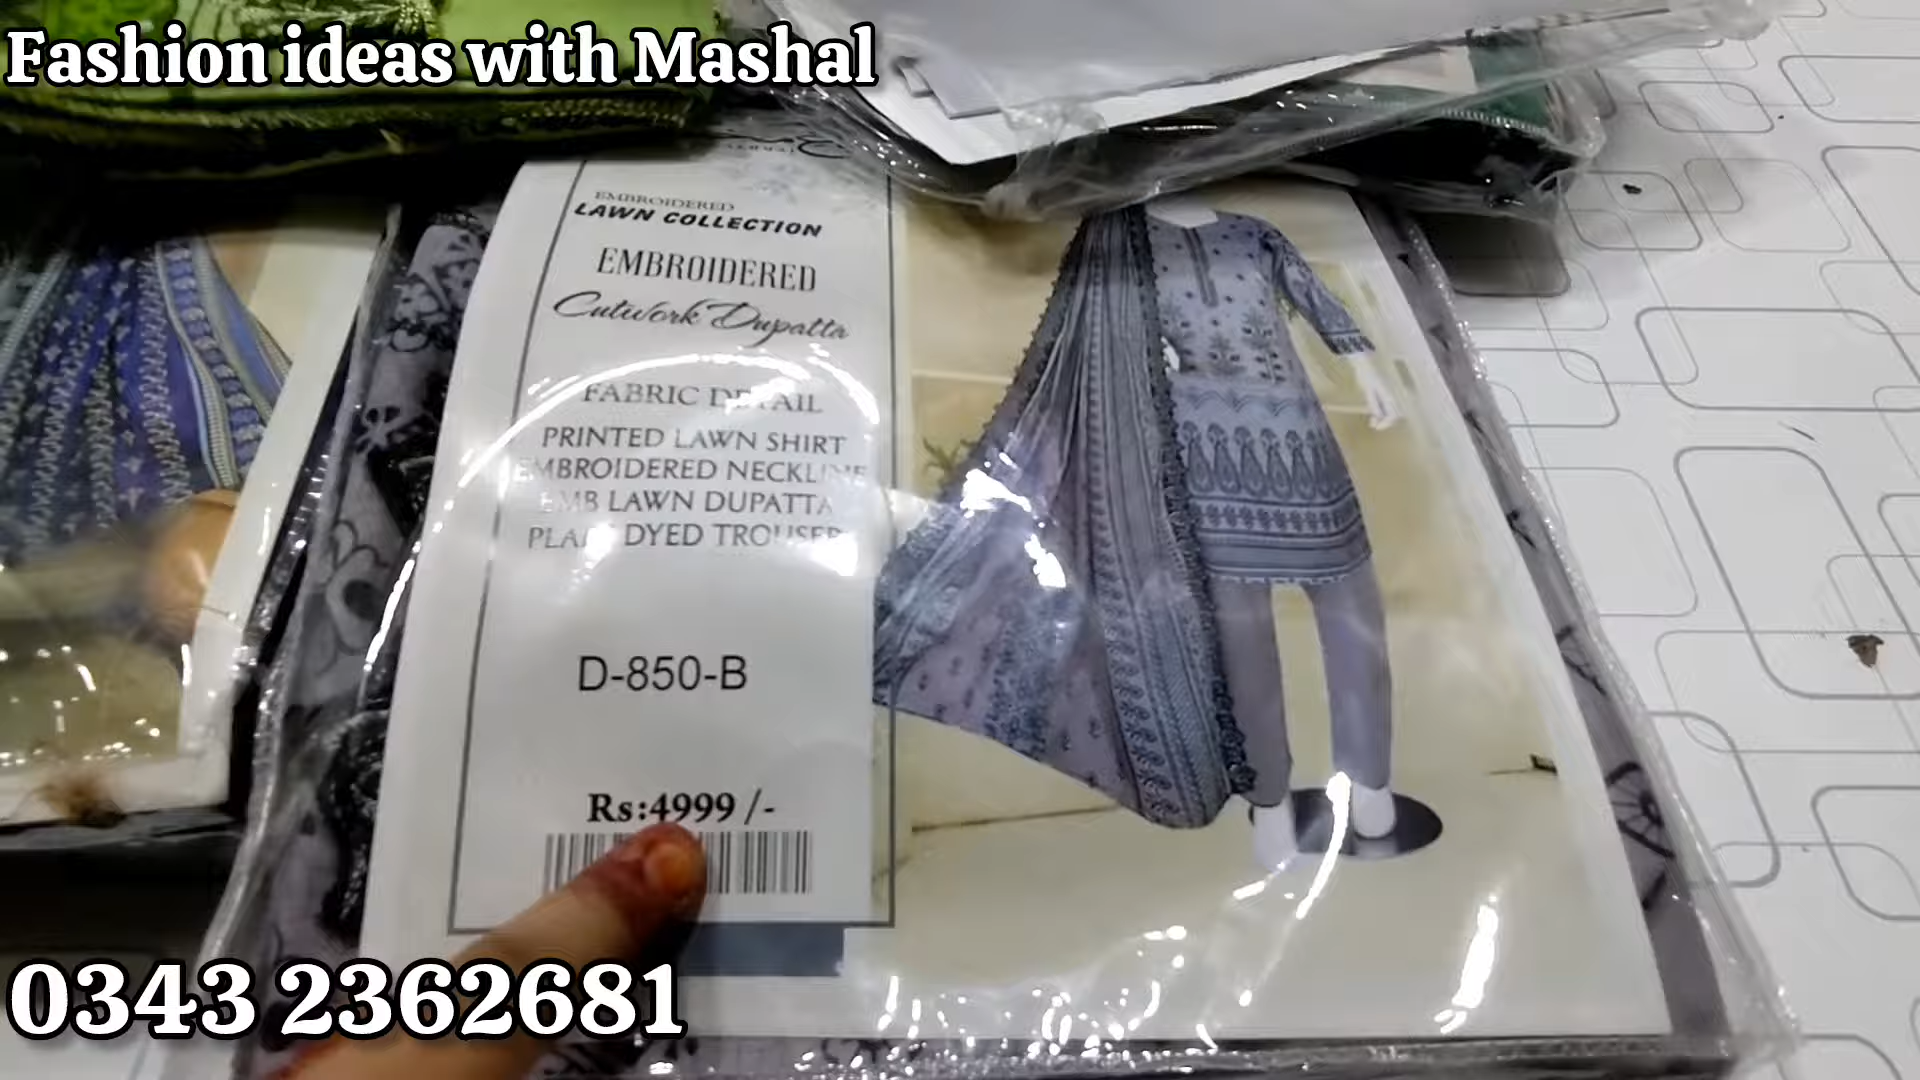 Fashion ideas with Mashal
EMBROIDERED
LAWN COLLECTION
EMBROIDERED
Cutwork Dupatta
FABRIC DETAIL
PRINTED LAWN SHIRT
EMBROIDERED NECKLINE
EMB LAWN DUPATTA
PLAIN DYED TROUSER
D-850-B
Rs:4999 /-
0343 2362681